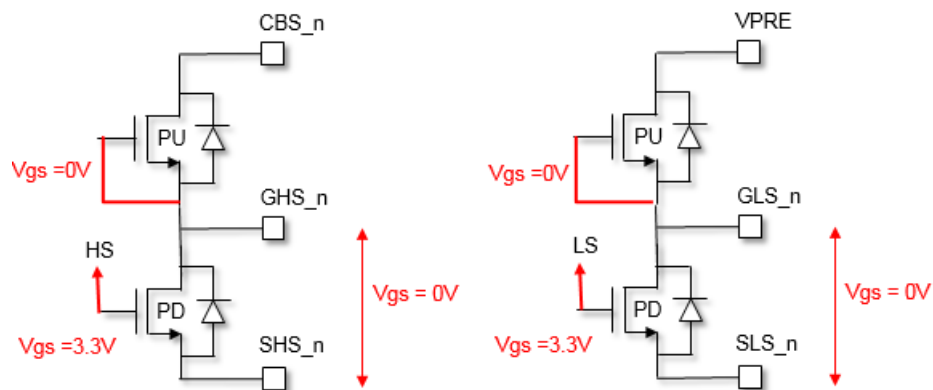 CBS_n
VPRE
PU
PU
Vgs =0V
Vgs =0V
GHS_n
GLS_n
HS
LS
Vgs = 0V
Vgs = 0V
PD
PD
Vgs =3.3V
Vgs =3.3V
SHS_n
SLS_n